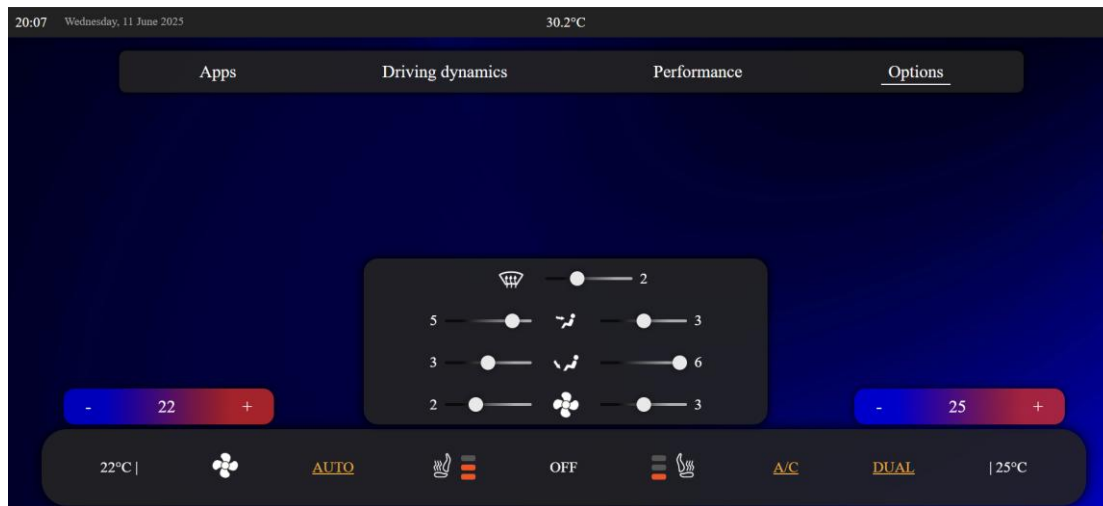 20:07 Wednesday, 11 June 2025 30.2°C
Apps Driving dynamics Performance Options
2
5 3
3 6
2 3
- 22 + - 25 +
22°C | AUTO OFF A/C DUAL | 25°C